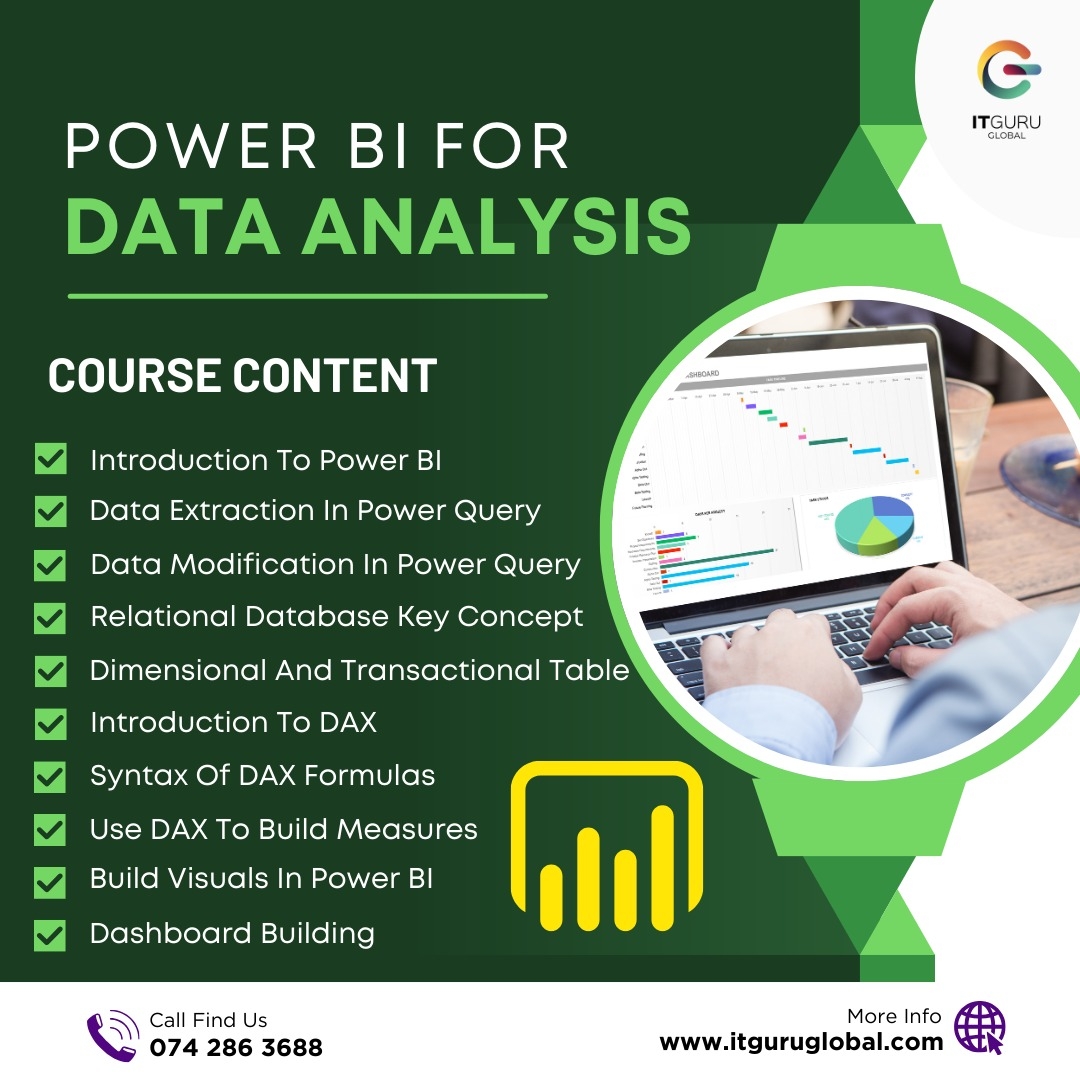 ITGURU
GLOBAL
POWER BI FOR
DATA ANALYSIS
COURSE CONTENT
Introduction To Power BI
Data Extraction In Power Query
Data Modification In Power Query
Relational Database Key Concept
Dimensional And Transactional Table
Introduction To DAX
Syntax Of DAX Formulas
Use DAX To Build Measures
Build Visuals In Power BI
Dashboard Building
Call Find Us
074 286 3688
More Info
www.itguruglobal.com